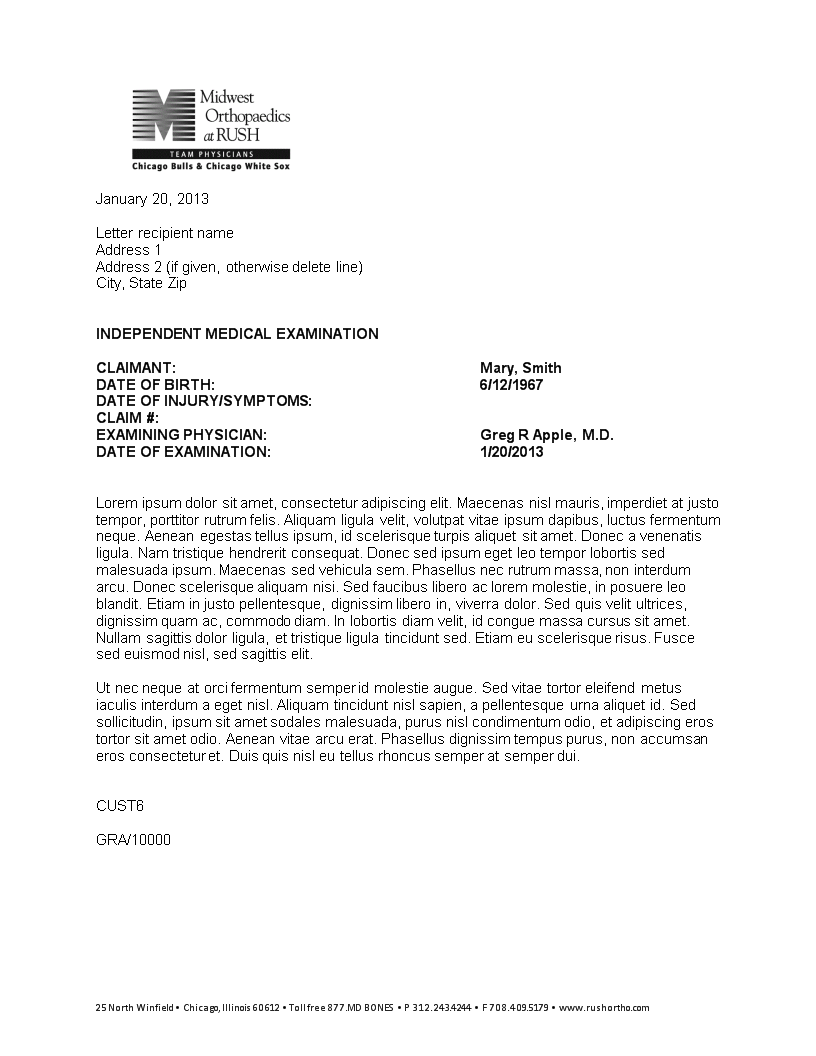 Midwest
Orthopaedics
at RUSH
TEAM PHYSICIANS
Chicago Bulls & Chicago White Sox
January 20, 2013
Letter recipient name
Address 1
Address 2 (if given, otherwise delete line)
City, State Zip
INDEPENDENT MEDICAL EXAMINATION
CLAIMANT: Mary, Smith
DATE OF BIRTH: 6/12/1967
DATE OF INJURY/SYMPTOMS:
CLAIM #:
EXAMINING PHYSICIAN: Greg R Apple, M.D.
DATE OF EXAMINATION: 1/20/2013
Lorem ipsum dolor sit amet, consectetur adipiscing elit. Maecenas nisl mauris, imperdiet at justo
tempor, porttitor rutrum felis. Aliquam ligula velit, volutpat vitae ipsum dapibus, luctus fermentum
neque. Aenean egestas tellus ipsum, id scelerisque turpis aliquet sit amet. Donec a venenatis
ligula. Nam tristique hendrerit consequat. Donec sed ipsum eget leo tempor lobortis sed
malesuada ipsum. Maecenas sed vehicula sem. Phasellus nec rutrum massa, non interdum
arcu. Donec scelerisque aliquam nisi. Sed faucibus libero ac lorem molestie, in posuere leo
blandit. Etiam in justo pellentesque, dignissim libero in, viverra dolor. Sed quis velit ultrices,
dignissim quam ac, commodo diam. In lobortis diam velit, id congue massa cursus sit amet.
Nullam sagittis dolor ligula, et tristique ligula tincidunt sed. Etiam eu scelerisque risus. Fusce
sed euismod nisl, sed sagittis elit.
Ut nec neque at orci fermentum semper id molestie augue. Sed vitae tortor eleifend metus
iaculis interdum a eget nisl. Aliquam tincidunt nisl sapien, a pellentesque urna aliquet id. Sed
sollicitudin, ipsum sit amet sodales malesuada, purus nisl condimentum odio, et adipiscing eros
tortor sit amet odio. Aenean vitae arcu erat. Phasellus dignissim tempus purus, non accumsan
eros consectetur et. Duis quis nisl eu tellus rhoncus semper at semper dui.
CUST6
GRA/10000
25 North Winfield • Chicago, Illinois 60612 • Toll free 877.MD BONES • P 312.243.4244 • F 708.409.5179 • www.rushortho.com